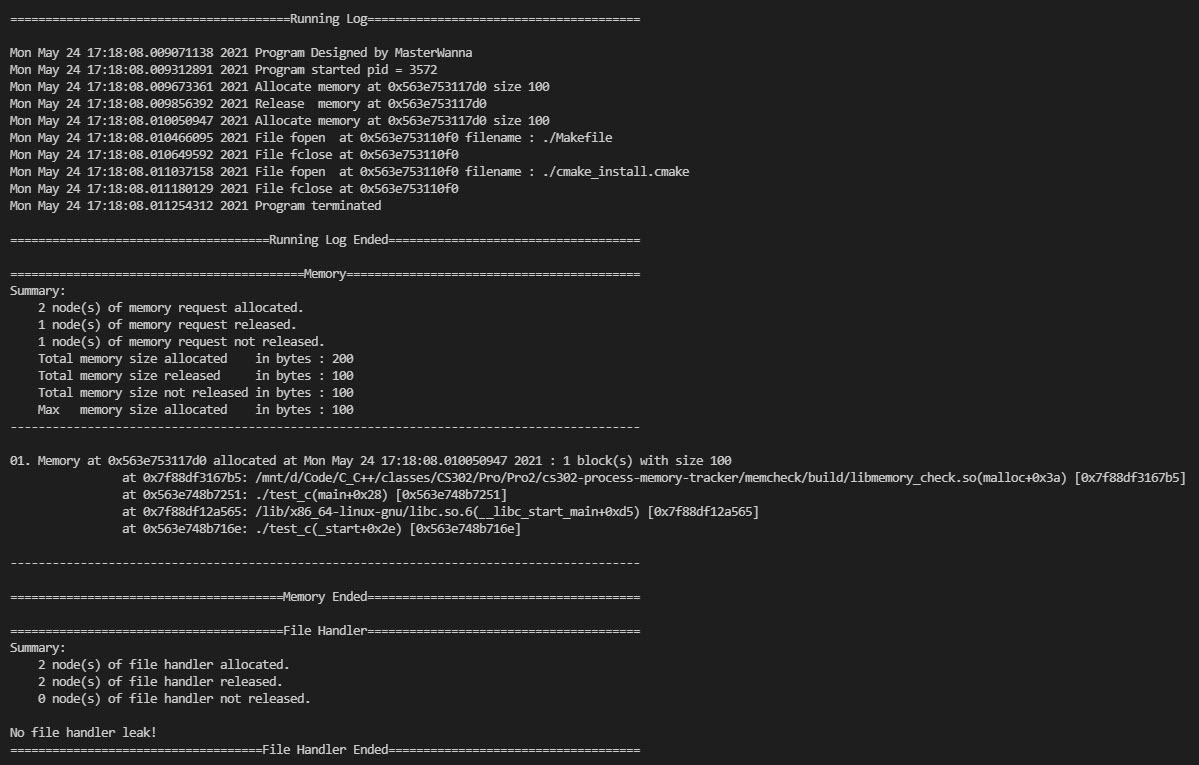 ========================================Running Log=======================================

Mon May 24 17:18:08.009071138 2021 Program Designed by MasterWanna
Mon May 24 17:18:08.009312891 2021 Program started pid = 3572
Mon May 24 17:18:08.009673361 2021 Allocate memory at 0x563e753117d0 size 100
Mon May 24 17:18:08.009856392 2021 Release  memory at 0x563e753117d0
Mon May 24 17:18:08.010050947 2021 Allocate memory at 0x563e753117d0 size 100
Mon May 24 17:18:08.010466095 2021 File fopen  at 0x563e753110f0 filename : ./Makefile
Mon May 24 17:18:08.010649592 2021 File fclose at 0x563e753110f0
Mon May 24 17:18:08.011037158 2021 File fopen  at 0x563e753110f0 filename : ./cmake_install.cmake
Mon May 24 17:18:08.011180129 2021 File fclose at 0x563e753110f0
Mon May 24 17:18:08.011254312 2021 Program terminated

=====================================Running Log Ended====================================

==========================================Memory==========================================
Summary:
    2 node(s) of memory request allocated.
    1 node(s) of memory request released.
    1 node(s) of memory request not released.
    Total memory size allocated    in bytes : 200
    Total memory size released     in bytes : 100
    Total memory size not released in bytes : 100
    Max   memory size allocated    in bytes : 100
------------------------------------------------------------------------------------------

01. Memory at 0x563e753117d0 allocated at Mon May 24 17:18:08.010050947 2021 : 1 block(s) with size 100
                at 0x7f88df3167b5: /mnt/d/Code/C_C++/classes/CS302/Pro/Pro2/cs302-process-memory-tracker/memcheck/build/libmemory_check.so(malloc+0x3a) [0x7f88df3167b5]
                at 0x563e748b7251: ./test_c(main+0x28) [0x563e748b7251]
                at 0x7f88df12a565: /lib/x86_64-linux-gnu/libc.so.6(__libc_start_main+0xd5) [0x7f88df12a565]
                at 0x563e748b716e: ./test_c(_start+0x2e) [0x563e748b716e]

------------------------------------------------------------------------------------------

=======================================Memory Ended=======================================

=======================================File Handler=======================================
Summary:
    2 node(s) of file handler allocated.
    2 node(s) of file handler released.
    0 node(s) of file handler not released.

No file handler leak!
====================================File Handler Ended====================================